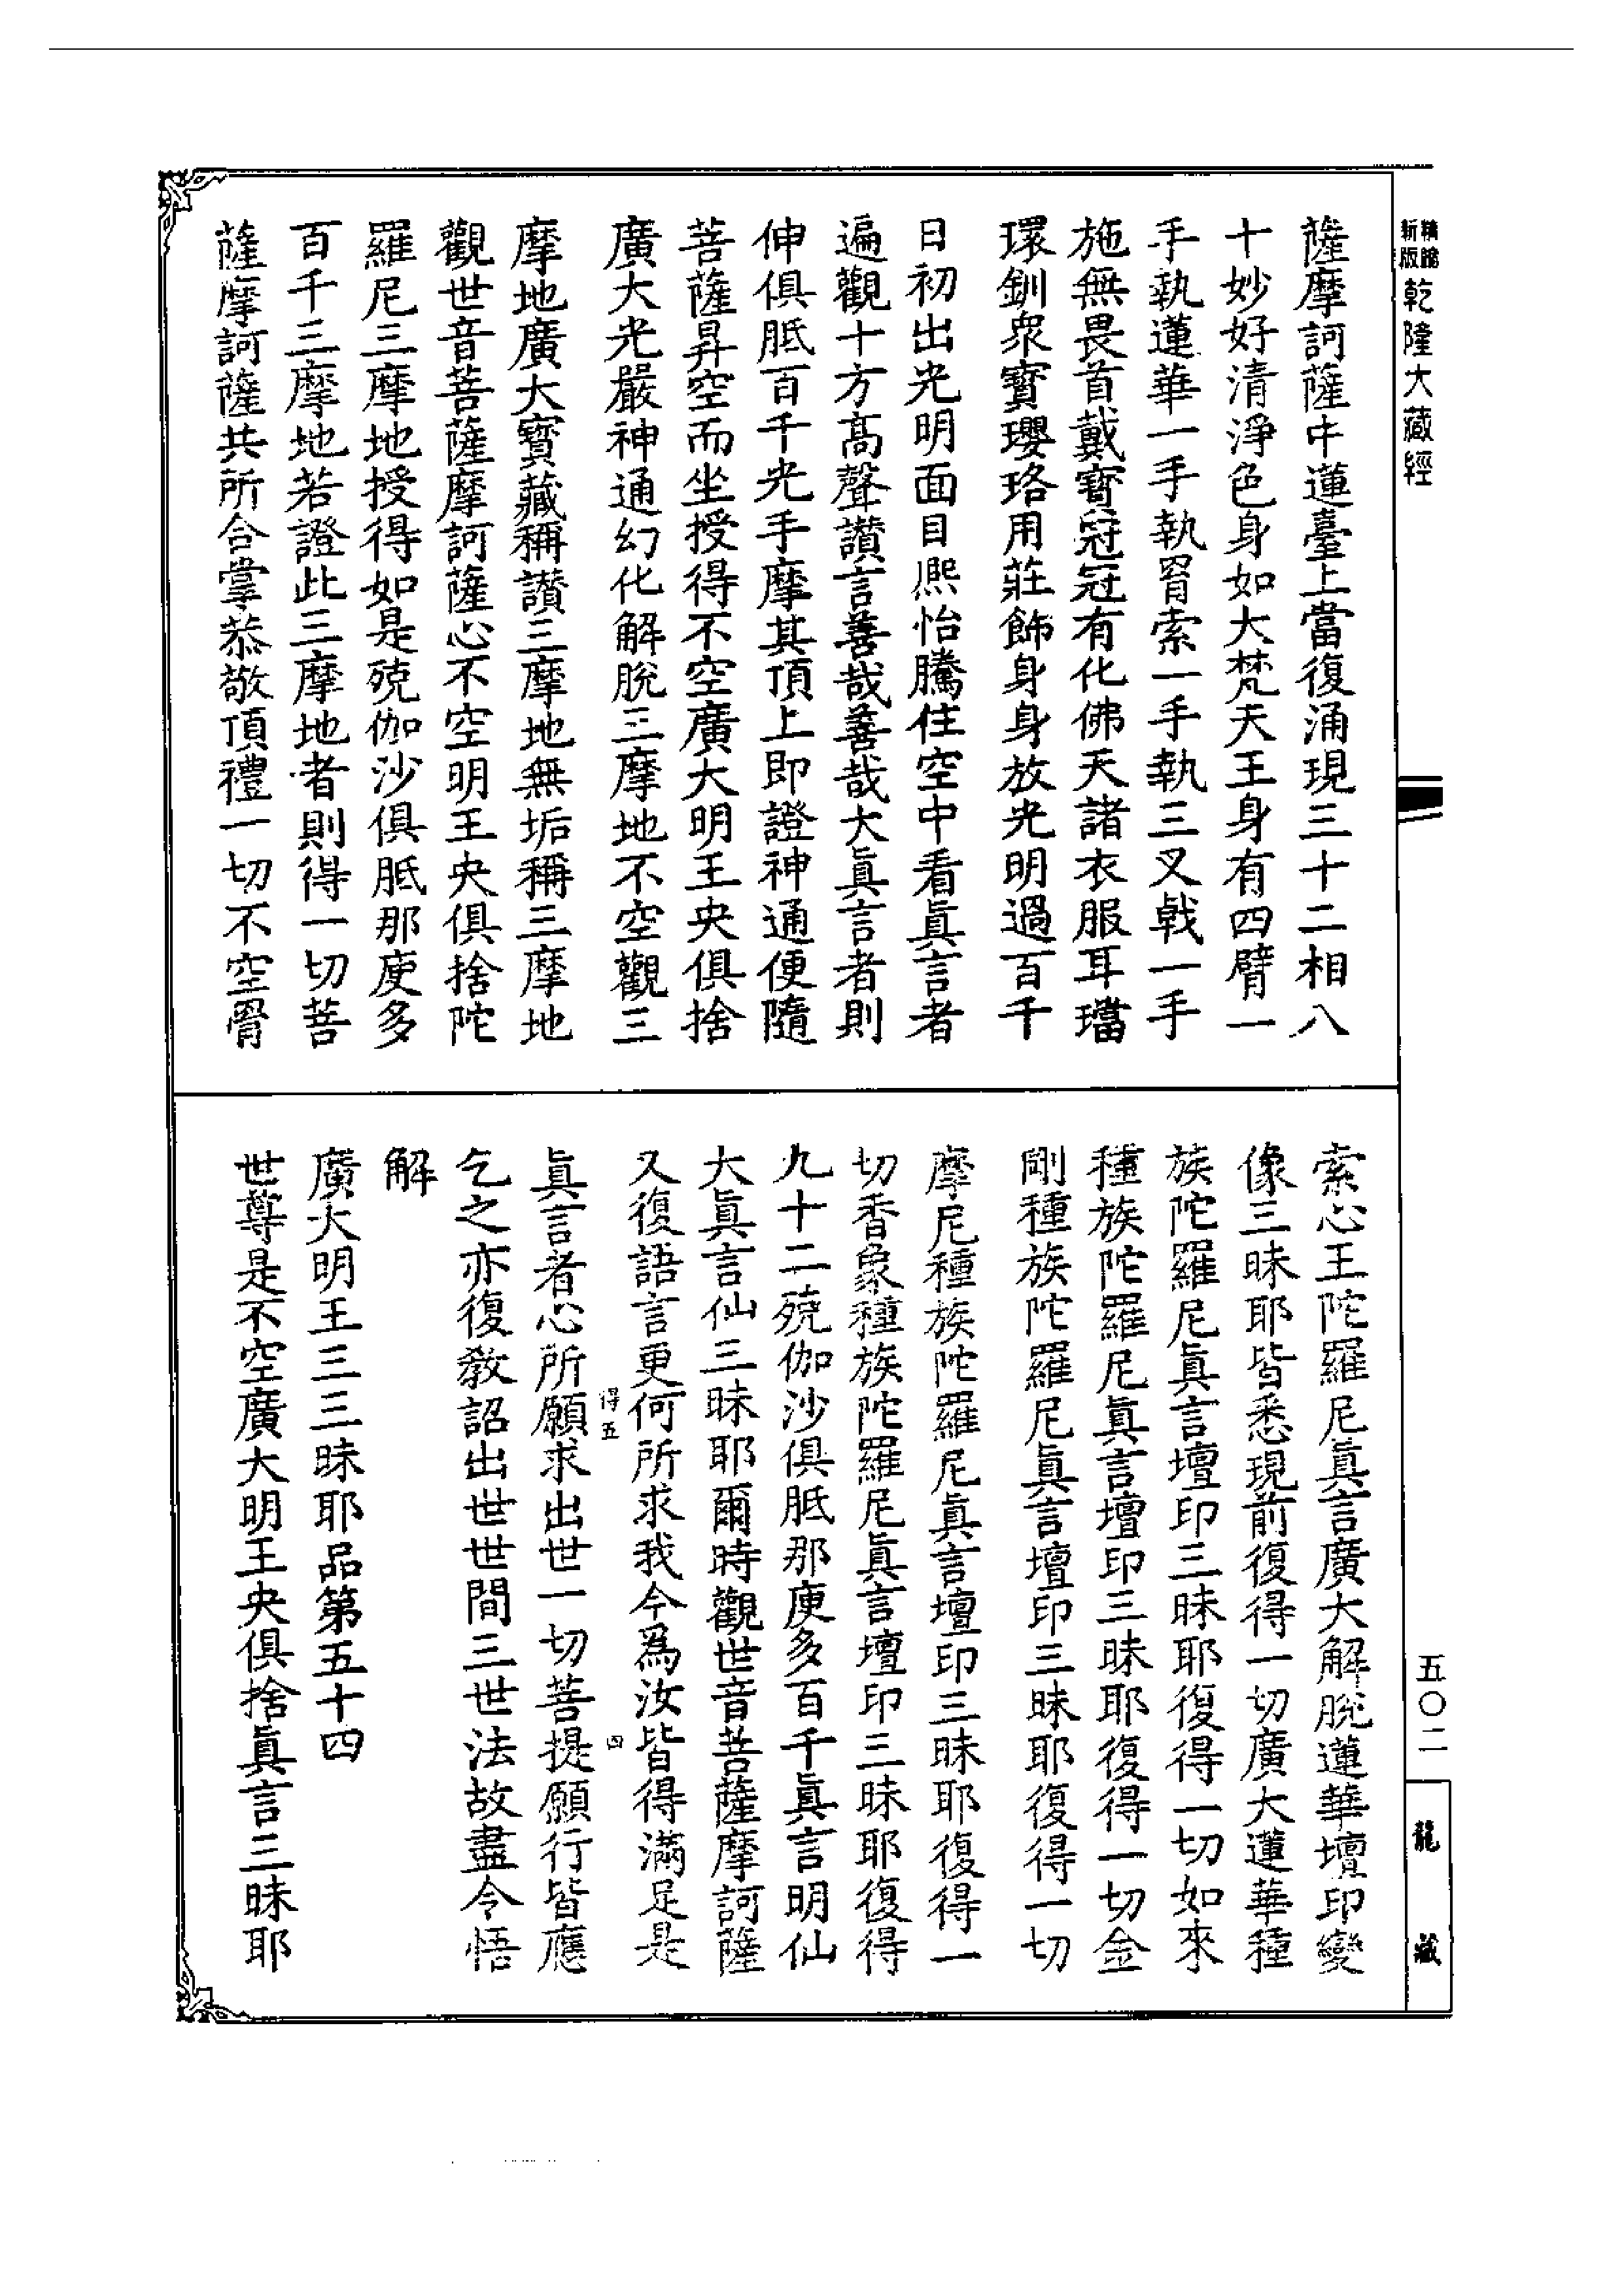 精鐫新版乾隆大藏經
薩摩訶薩中蓮臺上當復涌現三十二相八
十妙好清淨色身如大梵天王身有四臂一
手執蓮華一手執罥索一手執三叉戟一手
施無畏首戴寶冠冠有化佛天諸衣服耳璫
環釧眾寶瓔珞用莊飾身身放光明過百千
日初出光明面目熈怡騰住空中看眞言者
遍觀十方高聲讚言善哉善哉大眞言者則
伸俱胝百千光手摩其頂上即證神通便隨
菩薩昇空而坐授得不空廣大明王央俱捨
廣大光嚴神通幻化解脫三摩地不空觀三
摩地廣大寶藏稱讚三摩地無垢稱三摩地
觀世音菩薩摩訶薩心不空明王央俱捨陀
羅尼三摩地授得如是殑伽沙俱胝那庾多
百千三摩地若證此三摩地者則得一切菩
薩摩訶薩共所合掌恭敬頂禮一切不空罥
索心王陀羅尼眞言廣大解脫蓮華壇印變
像三昧耶皆悉現前復得一切廣大蓮華種
族陀羅尼眞言壇印三昧耶復得一切如來
種族陀羅尼眞言壇印三昧耶復得一切金
剛種族陀羅尼眞言壇印三昧耶復得一切
摩尼種族陀羅尼眞言壇印三昧耶復得一
切香象種族陀羅尼眞言壇印三昧耶復得
九十二殑伽沙俱胝那庾多百千眞言明仙
大眞言仙三昧耶爾時觀世音菩薩摩訶薩
又復語言更何所求我今爲汝皆得滿足是
得五
四
眞言者心所願求出世一切菩提願行皆應
乞之亦復教詔出世世間三世法故盡令悟
解
廣大明王三三昧耶品第五十四
世尊是不空廣大明王央俱捨眞言三昧耶
五〇二
龍藏